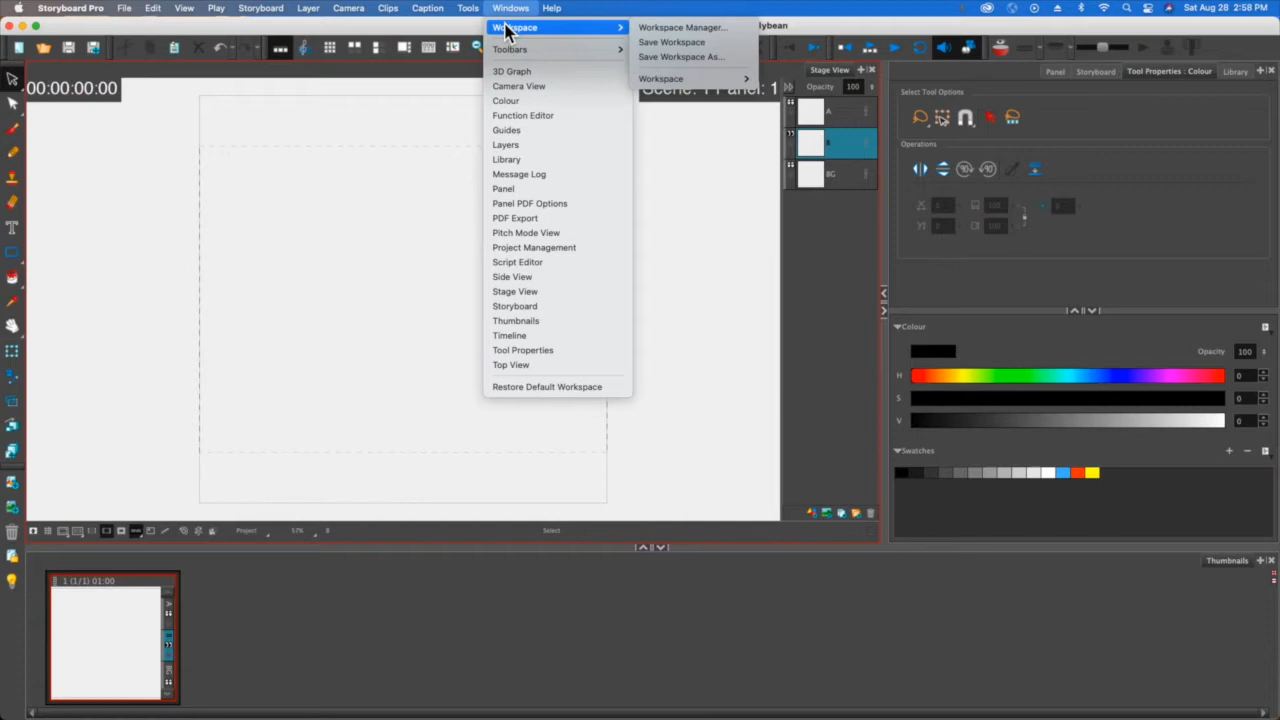 Storyboard Pro File Edit View Play Storyboard Layer Camera Clips Caption Tools Windows Help Sat Aug 28 2:58 PM
Workspace
Toolbars
3D Graph
Camera View
Colour
Function Editor
Guides
Layers
Library
Message Log
Panel
Panel PDF Options
PDF Export
Pitch Mode View
Project Management
Script Editor
Side View
Stage View
Storyboard
Thumbnails
Timeline
Tool Properties
Top View
Restore Default Workspace
Workspace Manager...
Save Workspace
Save Workspace As...
Workspace
00:00:00:00
Stage View
Opacity 100
A
B
BG
Panel Storyboard Tool Properties : Colour Library
Select Tool Options
Operations
Colour
Opacity 100
H 0
S 0
V 0
Swatches
Project 57% Select
Thumbnails
1 (1/1) 01:00
A
BG